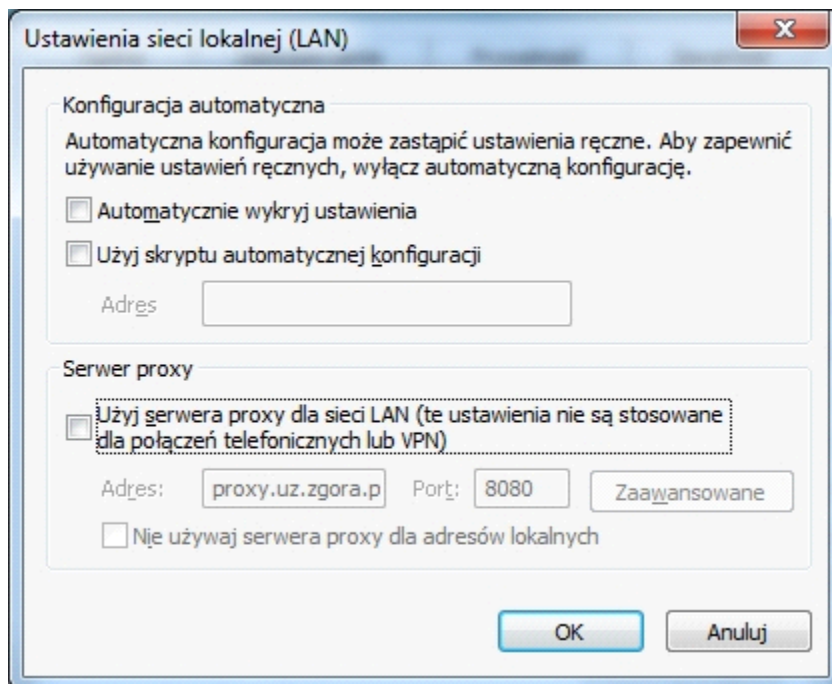 Ustawienia sieci lokalnej (LAN)
Konfiguracja automatyczna
Automatyczna konfiguracja może zastąpić ustawienia ręczne. Aby zapewnić
używanie ustawień ręcznych, wyłącz automatyczną konfigurację.
Automatycznie wykryj ustawienia
Użyj skryptu automatycznej konfiguracji
Adres
Serwer proxy
Użyj serwera proxy dla sieci LAN (te ustawienia nie są stosowane
dla połączeń telefonicznych lub VPN)
Adres: proxy.uz.zgora.p Port: 8080 Zaawansowane
Nie używaj serwera proxy dla adresów lokalnych
OK Anuluj